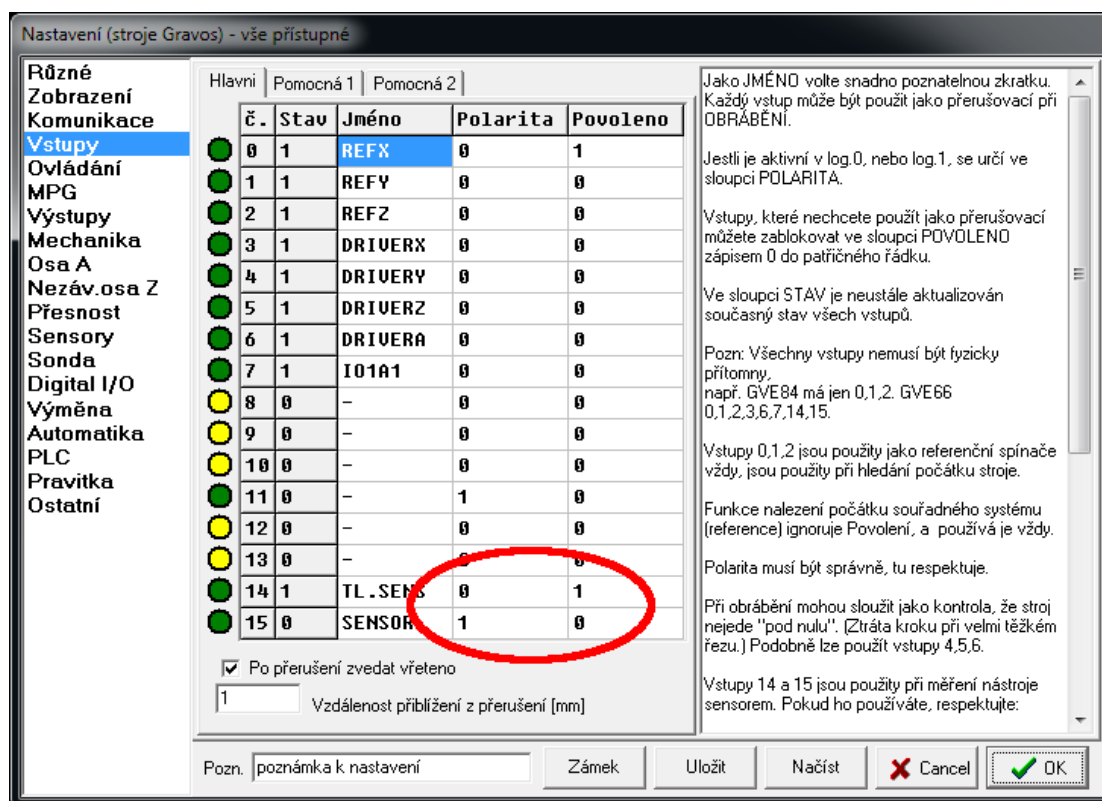 Nastavení (stroje Gravos) - vše přístupné
Různé
Zobrazení
Komunikace
Vstupy
Ovládání
MPG
Výstupy
Mechanika
Osa A
Nezáv.osa Z
Přesnost
Sensory
Sonda
Digital I/O
Výměna
Automatika
PLC
Pravitka
Ostatní
Hlavni Pomocná 1 Pomocná 2
č. Stav Jméno Polarita Povoleno
0 1 REFX 0 1
1 1 REFY 0 0
2 1 REFZ 0 0
3 1 DRIVERX 0 0
4 1 DRIVERY 0 0
5 1 DRIVERZ 0 0
6 1 DRIVERA 0 0
7 1 IO1A1 0 0
8 0 - 0 0
9 0 - 0 0
10 0 - 0 0
11 0 - 1 0
12 0 - 0 0
13 0 - 0 0
14 1 TL.SENS 0 1
15 0 SENSOR 1 0
Po přerušení zvedat vřeteno
1 Vzdálenost přiblížení z přerušení [mm]
Jako JMÉNO volte snadno poznatelnou zkratku.
Každý vstup může být použit jako přerušovací při
OBRÁBĚNÍ.
Jestli je aktivní v log.0, nebo log.1, se určí ve
sloupci POLARITA.
Vstupy, které nechcete použít jako přerušovací
můžete zablokovat ve sloupci POVOLENO
zápisem 0 do patřičného řádku.
Ve sloupci STAV je neustále aktualizován
současný stav všech vstupů.
Pozn: Všechny vstupy nemusí být fyzicky
přítomny,
např. GVE84 má jen 0,1,2. GVE66
0,1,2,3,6,7,14,15.
Vstupy 0,1,2 jsou použity jako referenční spínače
vždy, jsou použity při hledání počátku stroje.
Funkce nalezení počátku souřadného systému
(reference) ignoruje Povolení, a používá je vždy.
Polarita musí být správně, tu respektuje.
Při obrábění mohou sloužit jako kontrola, že stroj
nejede "pod nulu". (Ztráta kroku při velmi těžkém
řezu.) Podobně lze použít vstupy 4,5,6.
Vstupy 14 a 15 jsou použity při měření nástroje
sensorem. Pokud ho používáte, respektujte:
Pozn. poznámka k nastavení Zámek Uložit Načíst Cancel OK